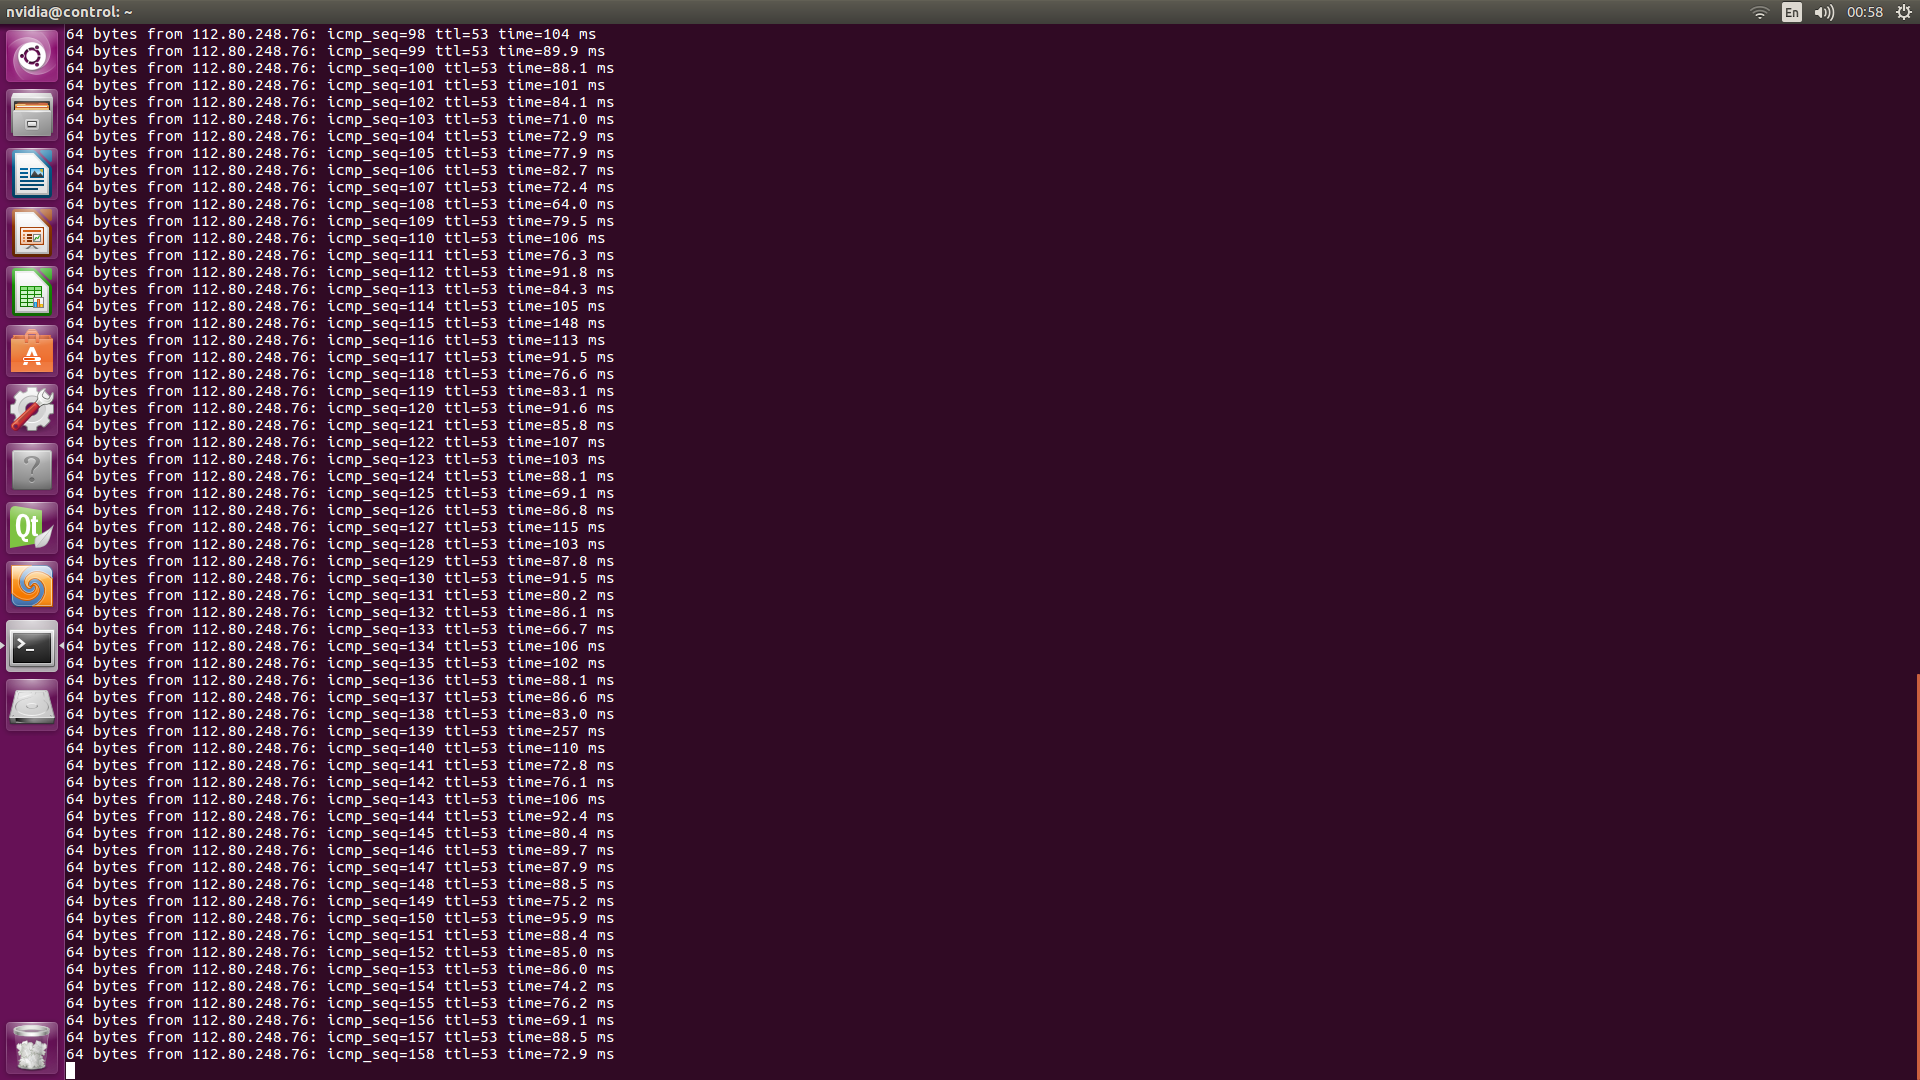 nvidia@control: ~
En
00:58
64 bytes from 112.80.248.76: icmp_seq=98 ttl=53 time=104 ms
64 bytes from 112.80.248.76: icmp_seq=99 ttl=53 time=89.9 ms
64 bytes from 112.80.248.76: icmp_seq=100 ttl=53 time=88.1 ms
64 bytes from 112.80.248.76: icmp_seq=101 ttl=53 time=101 ms
64 bytes from 112.80.248.76: icmp_seq=102 ttl=53 time=84.1 ms
64 bytes from 112.80.248.76: icmp_seq=103 ttl=53 time=71.0 ms
64 bytes from 112.80.248.76: icmp_seq=104 ttl=53 time=72.9 ms
64 bytes from 112.80.248.76: icmp_seq=105 ttl=53 time=77.9 ms
64 bytes from 112.80.248.76: icmp_seq=106 ttl=53 time=82.7 ms
64 bytes from 112.80.248.76: icmp_seq=107 ttl=53 time=72.4 ms
64 bytes from 112.80.248.76: icmp_seq=108 ttl=53 time=64.0 ms
64 bytes from 112.80.248.76: icmp_seq=109 ttl=53 time=79.5 ms
64 bytes from 112.80.248.76: icmp_seq=110 ttl=53 time=106 ms
64 bytes from 112.80.248.76: icmp_seq=111 ttl=53 time=76.3 ms
64 bytes from 112.80.248.76: icmp_seq=112 ttl=53 time=91.8 ms
64 bytes from 112.80.248.76: icmp_seq=113 ttl=53 time=84.3 ms
64 bytes from 112.80.248.76: icmp_seq=114 ttl=53 time=105 ms
64 bytes from 112.80.248.76: icmp_seq=115 ttl=53 time=148 ms
64 bytes from 112.80.248.76: icmp_seq=116 ttl=53 time=113 ms
64 bytes from 112.80.248.76: icmp_seq=117 ttl=53 time=91.5 ms
64 bytes from 112.80.248.76: icmp_seq=118 ttl=53 time=76.6 ms
64 bytes from 112.80.248.76: icmp_seq=119 ttl=53 time=83.1 ms
64 bytes from 112.80.248.76: icmp_seq=120 ttl=53 time=91.6 ms
64 bytes from 112.80.248.76: icmp_seq=121 ttl=53 time=85.8 ms
64 bytes from 112.80.248.76: icmp_seq=122 ttl=53 time=107 ms
64 bytes from 112.80.248.76: icmp_seq=123 ttl=53 time=103 ms
64 bytes from 112.80.248.76: icmp_seq=124 ttl=53 time=88.1 ms
64 bytes from 112.80.248.76: icmp_seq=125 ttl=53 time=69.1 ms
64 bytes from 112.80.248.76: icmp_seq=126 ttl=53 time=86.8 ms
64 bytes from 112.80.248.76: icmp_seq=127 ttl=53 time=115 ms
64 bytes from 112.80.248.76: icmp_seq=128 ttl=53 time=103 ms
64 bytes from 112.80.248.76: icmp_seq=129 ttl=53 time=87.8 ms
64 bytes from 112.80.248.76: icmp_seq=130 ttl=53 time=91.5 ms
64 bytes from 112.80.248.76: icmp_seq=131 ttl=53 time=80.2 ms
64 bytes from 112.80.248.76: icmp_seq=132 ttl=53 time=86.1 ms
64 bytes from 112.80.248.76: icmp_seq=133 ttl=53 time=66.7 ms
64 bytes from 112.80.248.76: icmp_seq=134 ttl=53 time=106 ms
64 bytes from 112.80.248.76: icmp_seq=135 ttl=53 time=102 ms
64 bytes from 112.80.248.76: icmp_seq=136 ttl=53 time=88.1 ms
64 bytes from 112.80.248.76: icmp_seq=137 ttl=53 time=86.6 ms
64 bytes from 112.80.248.76: icmp_seq=138 ttl=53 time=83.0 ms
64 bytes from 112.80.248.76: icmp_seq=139 ttl=53 time=257 ms
64 bytes from 112.80.248.76: icmp_seq=140 ttl=53 time=110 ms
64 bytes from 112.80.248.76: icmp_seq=141 ttl=53 time=72.8 ms
64 bytes from 112.80.248.76: icmp_seq=142 ttl=53 time=76.1 ms
64 bytes from 112.80.248.76: icmp_seq=143 ttl=53 time=106 ms
64 bytes from 112.80.248.76: icmp_seq=144 ttl=53 time=92.4 ms
64 bytes from 112.80.248.76: icmp_seq=145 ttl=53 time=80.4 ms
64 bytes from 112.80.248.76: icmp_seq=146 ttl=53 time=89.7 ms
64 bytes from 112.80.248.76: icmp_seq=147 ttl=53 time=87.9 ms
64 bytes from 112.80.248.76: icmp_seq=148 ttl=53 time=88.5 ms
64 bytes from 112.80.248.76: icmp_seq=149 ttl=53 time=75.2 ms
64 bytes from 112.80.248.76: icmp_seq=150 ttl=53 time=95.9 ms
64 bytes from 112.80.248.76: icmp_seq=151 ttl=53 time=88.4 ms
64 bytes from 112.80.248.76: icmp_seq=152 ttl=53 time=85.0 ms
64 bytes from 112.80.248.76: icmp_seq=153 ttl=53 time=86.0 ms
64 bytes from 112.80.248.76: icmp_seq=154 ttl=53 time=74.2 ms
64 bytes from 112.80.248.76: icmp_seq=155 ttl=53 time=76.2 ms
64 bytes from 112.80.248.76: icmp_seq=156 ttl=53 time=69.1 ms
64 bytes from 112.80.248.76: icmp_seq=157 ttl=53 time=88.5 ms
64 bytes from 112.80.248.76: icmp_seq=158 ttl=53 time=72.9 ms
Qt